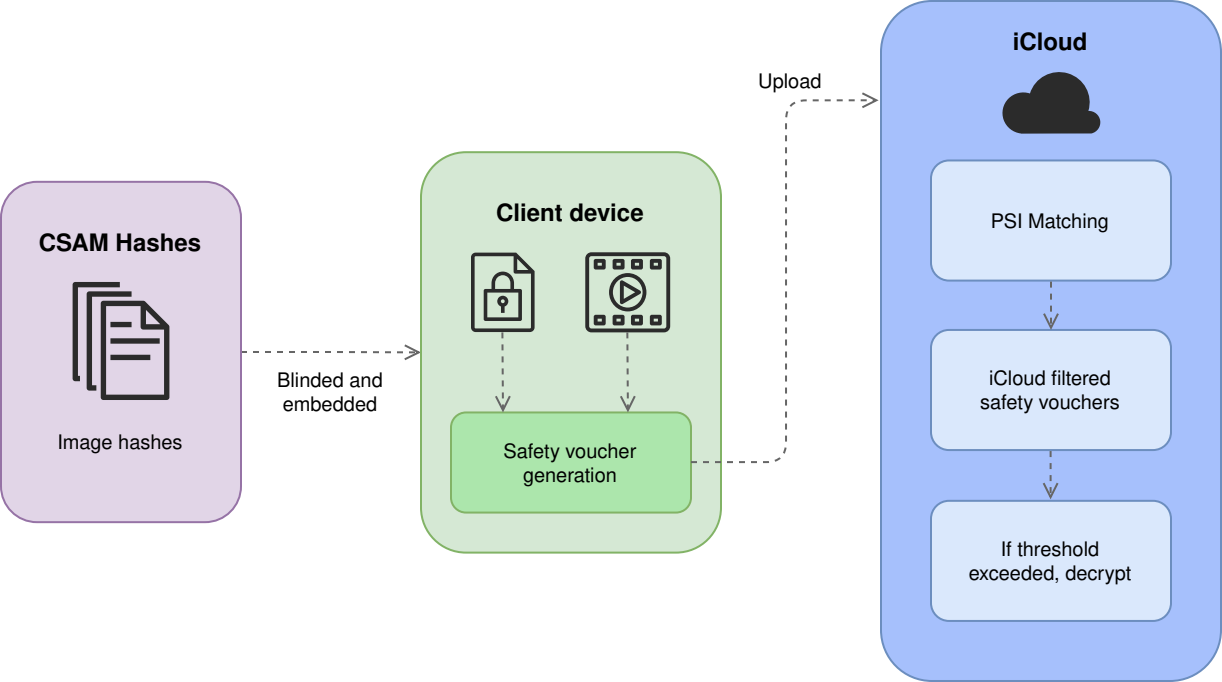 CSAM Hashes
Image hashes
Blinded and
embedded
Client device
Safety voucher
generation
Upload
iCloud
PSI Matching
iCloud filtered
safety vouchers
If threshold
exceeded, decrypt